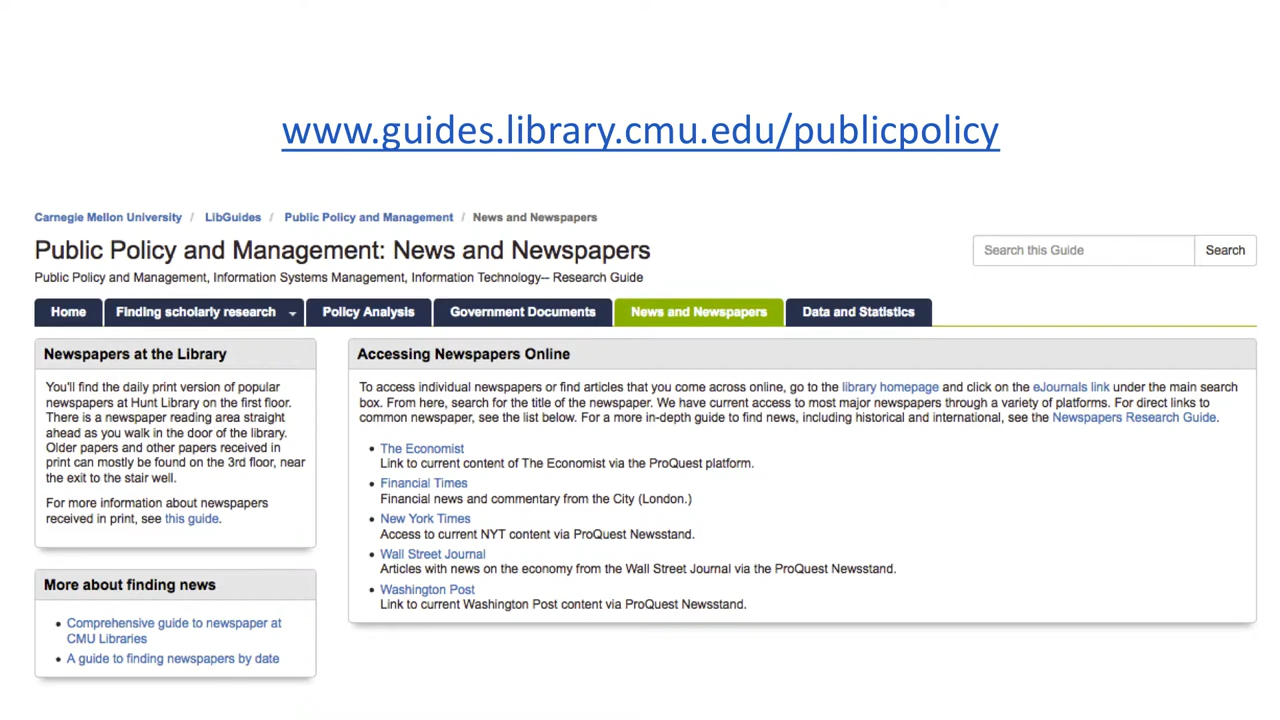 www.guides.library.cmu.edu/publicpolicy
Carnegie Mellon University / LibGuides / Public Policy and Management / News and Newspapers
Public Policy and Management: News and Newspapers
Search this Guide Search
Public Policy and Management, Information Systems Management, Information Technology-- Research Guide
Home Finding scholarly research Policy Analysis Government Documents News and Newspapers Data and Statistics
Newspapers at the Library
You'll find the daily print version of popular
newspapers at Hunt Library on the first floor.
There is a newspaper reading area straight
ahead as you walk in the door of the library.
Older papers and other papers received in
print can mostly be found on the 3rd floor, near
the exit to the stair well.
For more information about newspapers
received in print, see this guide.
More about finding news
• Comprehensive guide to newspaper at
CMU Libraries
• A guide to finding newspapers by date
Accessing Newspapers Online
To access individual newspapers or find articles that you come across online, go to the library homepage and click on the eJournals link under the main search
box. From here, search for the title of the newspaper. We have current access to most major newspapers through a variety of platforms. For direct links to
common newspaper, see the list below. For a more in-depth guide to find news, including historical and international, see the Newspapers Research Guide.
• The Economist
Link to current content of The Economist via the ProQuest platform.
• Financial Times
Financial news and commentary from the City (London.)
• New York Times
Access to current NYT content via ProQuest Newsstand.
• Wall Street Journal
Articles with news on the economy from the Wall Street Journal via the ProQuest Newsstand.
• Washington Post
Link to current Washington Post content via ProQuest Newsstand.